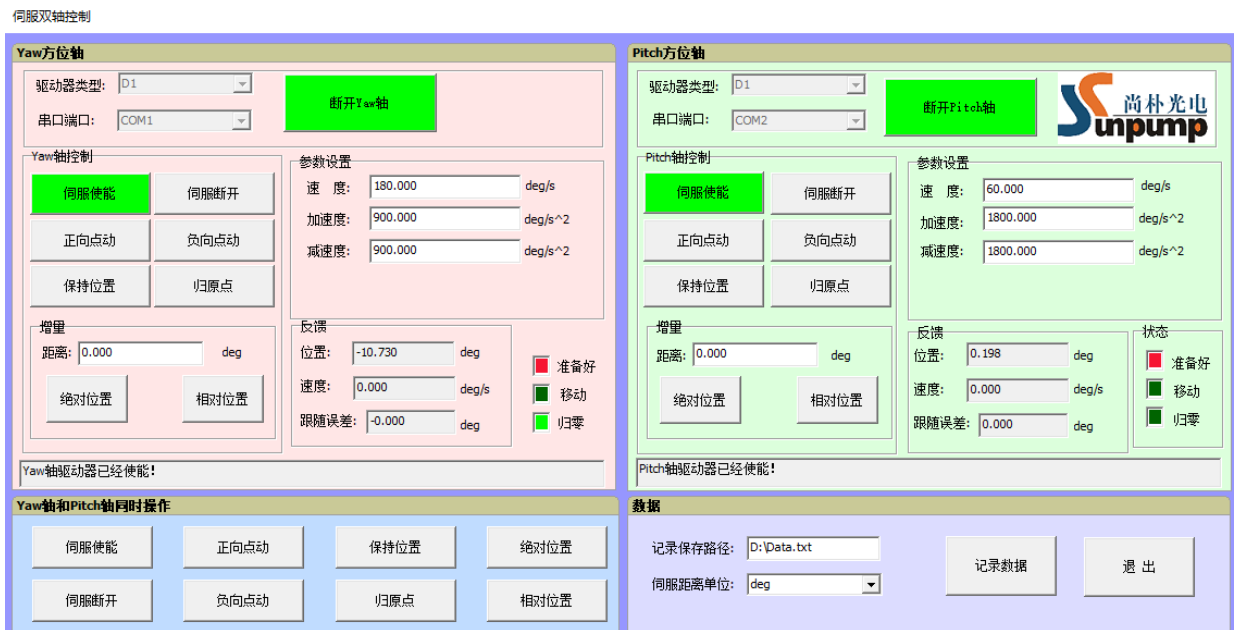 伺服双轴控制
Yaw方位轴
驱动器类型: D1
断开Yaw轴
串口端口: COM1
Yaw轴控制
伺服使能 伺服断开
正向点动 负向点动
保持位置 归原点
参数设置
速 度: 180.000 deg/s
加速度: 900.000 deg/s^2
减速度: 900.000 deg/s^2
增量
距离: 0.000 deg
绝对位置 相对位置
反馈
位置: -10.730 deg
速度: 0.000 deg/s
跟随误差: -0.000 deg
准备好
移动
归零
Yaw轴驱动器已经使能!
Pitch方位轴
驱动器类型: D1
断开Pitch轴
串口端口: COM2
尚朴光电
Sunpump
Pitch轴控制
伺服使能 伺服断开
正向点动 负向点动
保持位置 归原点
参数设置
速 度: 60.000 deg/s
加速度: 1800.000 deg/s^2
减速度: 1800.000 deg/s^2
增量
距离: 0.000 deg
绝对位置 相对位置
反馈
位置: 0.198 deg
速度: 0.000 deg/s
跟随误差: 0.000 deg
状态
准备好
移动
归零
Pitch轴驱动器已经使能!
Yaw轴和Pitch轴同时操作
伺服使能 正向点动 保持位置 绝对位置
伺服断开 负向点动 归原点 相对位置
数据
记录保存路径: D:\Data.txt
伺服距离单位: deg
记录数据 退 出